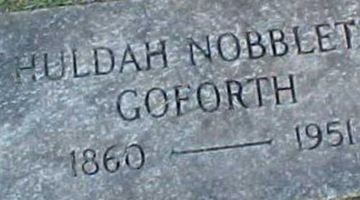 HULDAH NOBBLET
GOFORTH
1860 — 1951